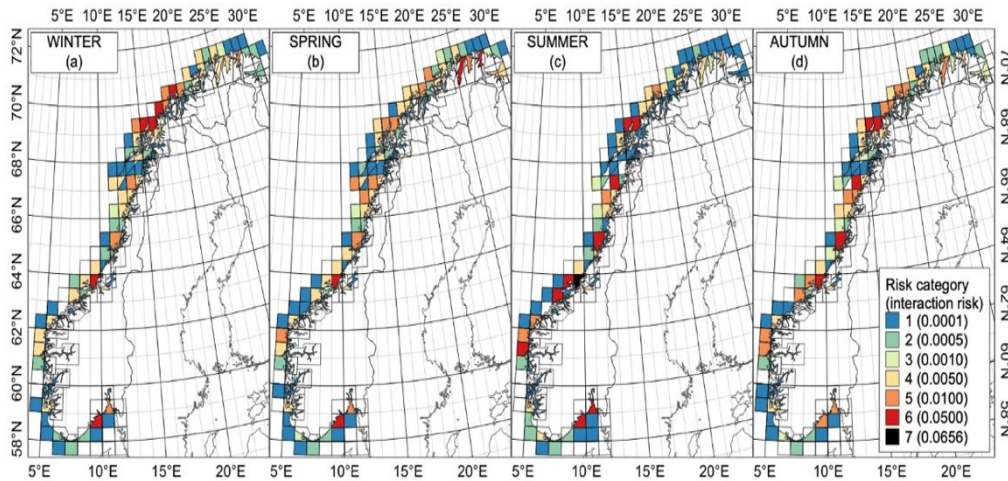 5°E 10°E 15°E 20°E 25°E 30°E 5°E 10°E 15°E 20°E 25°E 30°E 5°E 10°E 15°E 20°E 25°E 30°E 5°E 10°E 15°E 20°E 25°E 30°E
WINTER
(a)
SPRING
(b)
SUMMER
(c)
AUTUMN
(d)
72°N
70°N
68°N
66°N
64°N
62°N
60°N
58°N
Risk category
(interaction risk)
1 (0.0001)
2 (0.0005)
3 (0.0010)
4 (0.0050)
5 (0.0100)
6 (0.0500)
7 (0.0656)
5°E 10°E 15°E 20°E 5°E 10°E 15°E 20°E 5°E 10°E 15°E 20°E 5°E 10°E 15°E 20°E